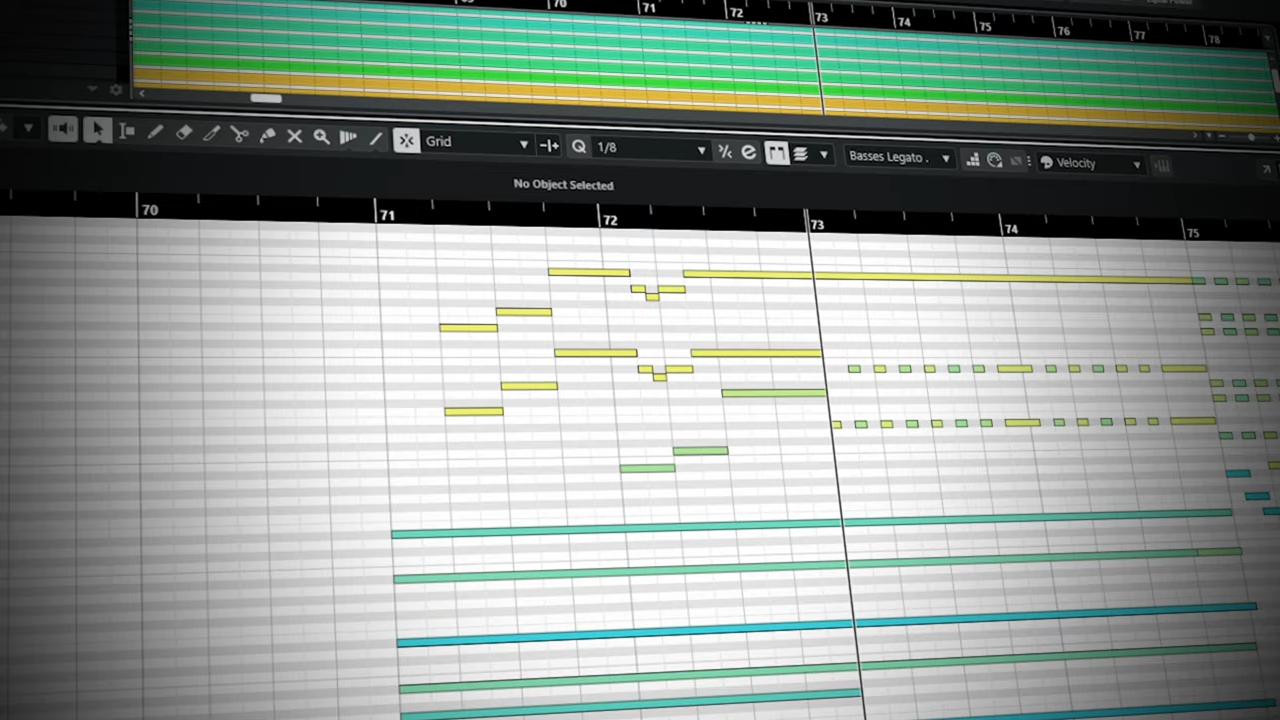 70 71 72 73 74 75 76 77 78
Grid 1/8 Basses Legato . Velocity
No Object Selected
70 71 72 73 74 75